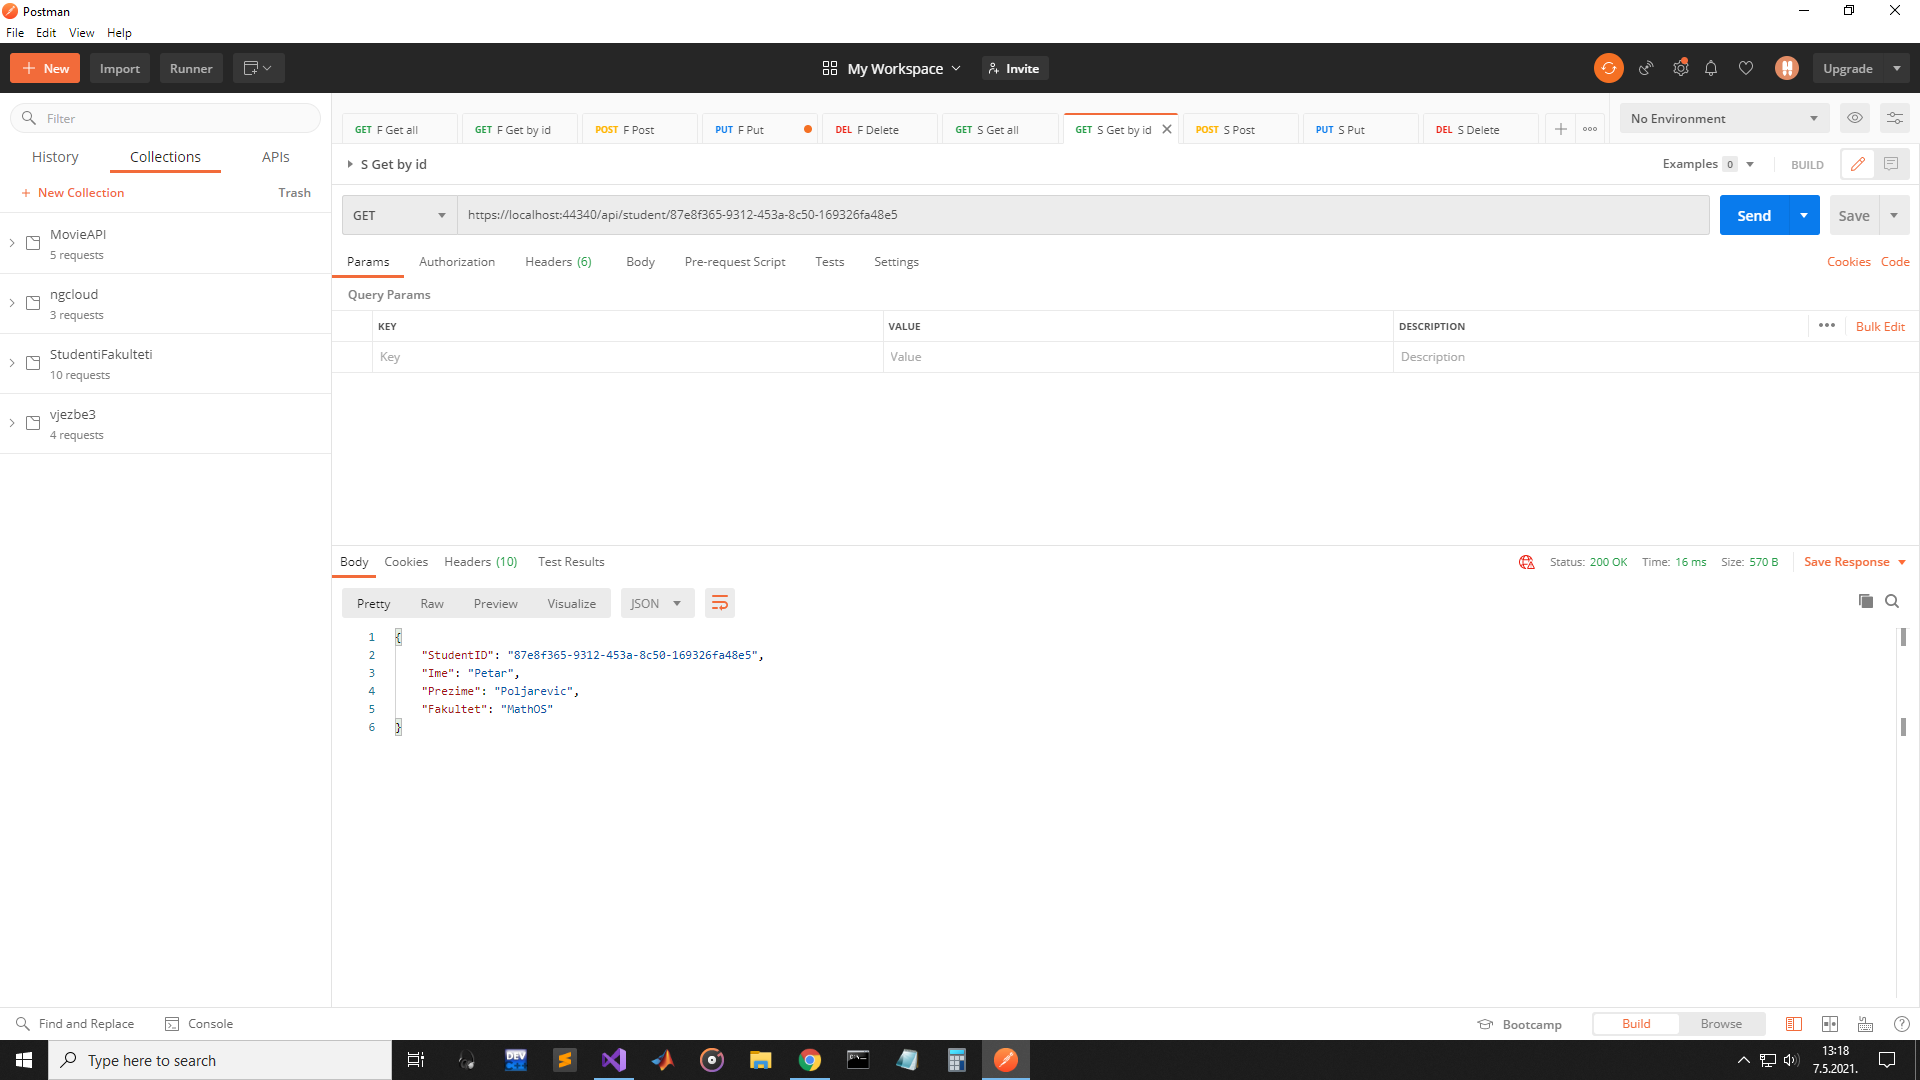 Postman
File Edit View Help
New Import Runner My Workspace Invite Upgrade
Filter
History Collections APIs
New Collection Trash
MovieAPI
5 requests
ngcloud
3 requests
StudentiFakulteti
10 requests
vjezbe3
4 requests
GET F Get all GET F Get by id POST F Post PUT F Put DEL F Delete GET S Get all GET S Get by id POST S Post PUT S Put DEL S Delete No Environment
S Get by id Examples 0 BUILD
GET https://localhost:44340/api/student/87e8f365-9312-453a-8c50-169326fa48e5 Send Save
Params Authorization Headers (6) Body Pre-request Script Tests Settings Cookies Code
Query Params
KEY VALUE DESCRIPTION Bulk Edit
Key Value Description
Body Cookies Headers (10) Test Results Status: 200 OK Time: 16 ms Size: 570 B Save Response
Pretty Raw Preview Visualize JSON
1 {
2 "StudentID": "87e8f365-9312-453a-8c50-169326fa48e5",
3 "Ime": "Petar",
4 "Prezime": "Poljarevic",
5 "Fakultet": "MathOS"
6 }
Find and Replace Console Bootcamp Build Browse
Type here to search DEV 13:18
7.5.2021.